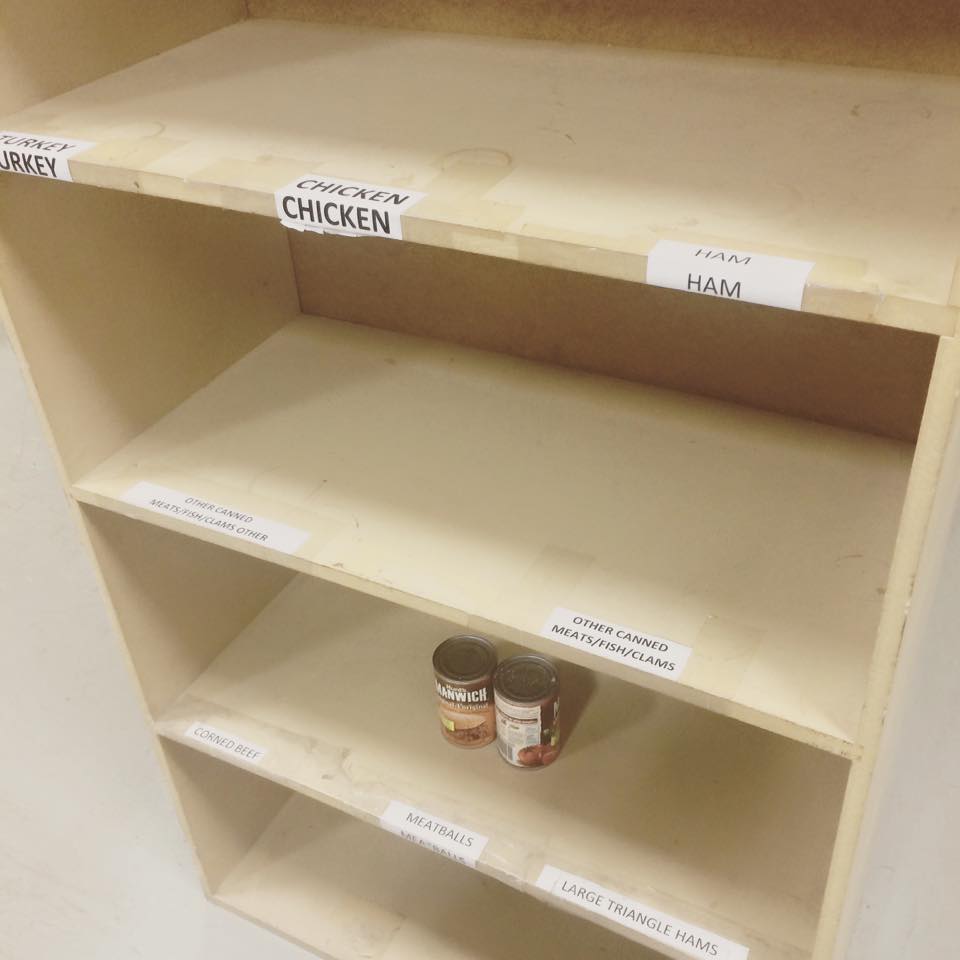 TURKEY
URKEY
CHICKEN
CHICKEN
HAM
HAM
OTHER CANNED
MEATS/FISH/CLAMS OTHER
OTHER CANNED
MEATS/FISH/CLAMS
MANWICH
CORNED BEEF
MEATBALLS
MEATBALLS
LARGE TRIANGLE HAMS